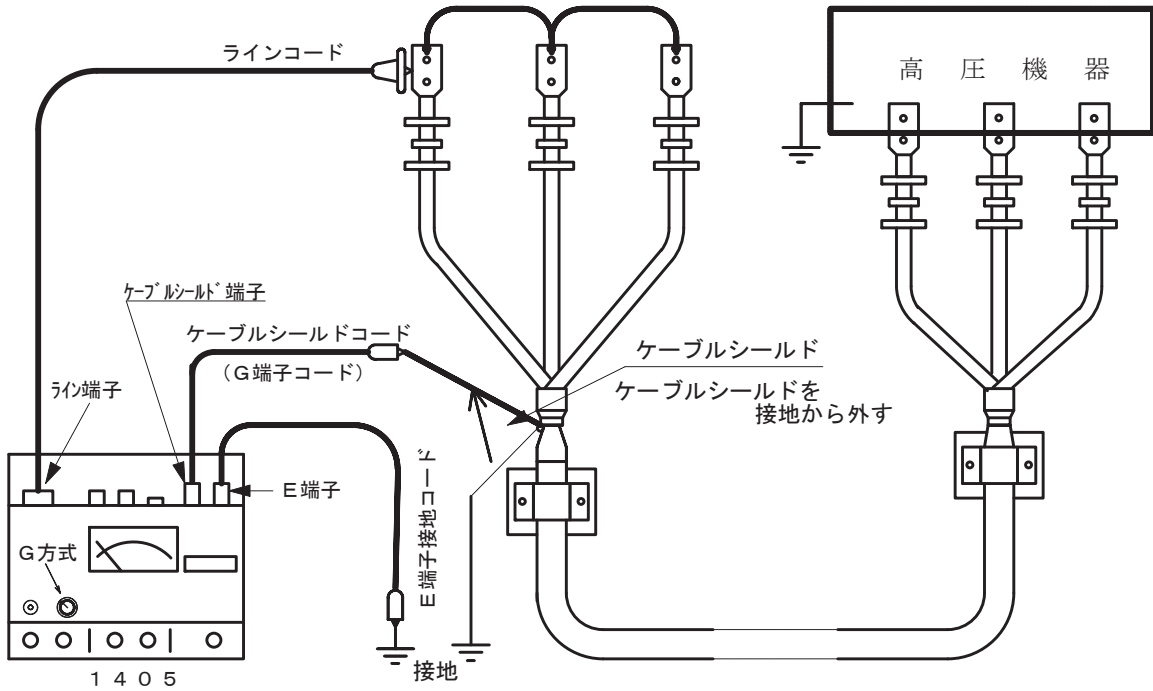 ラインコード
高圧機器
ｹｰﾌﾞﾙｼｰﾙﾄﾞ端子
ケーブルシールドコード
(G端子コード)
ケーブルシールド
ケーブルシールドを
接地から外す
ﾗｲﾝ端子
E端子
E端子接地コード
G方式
接地
1405